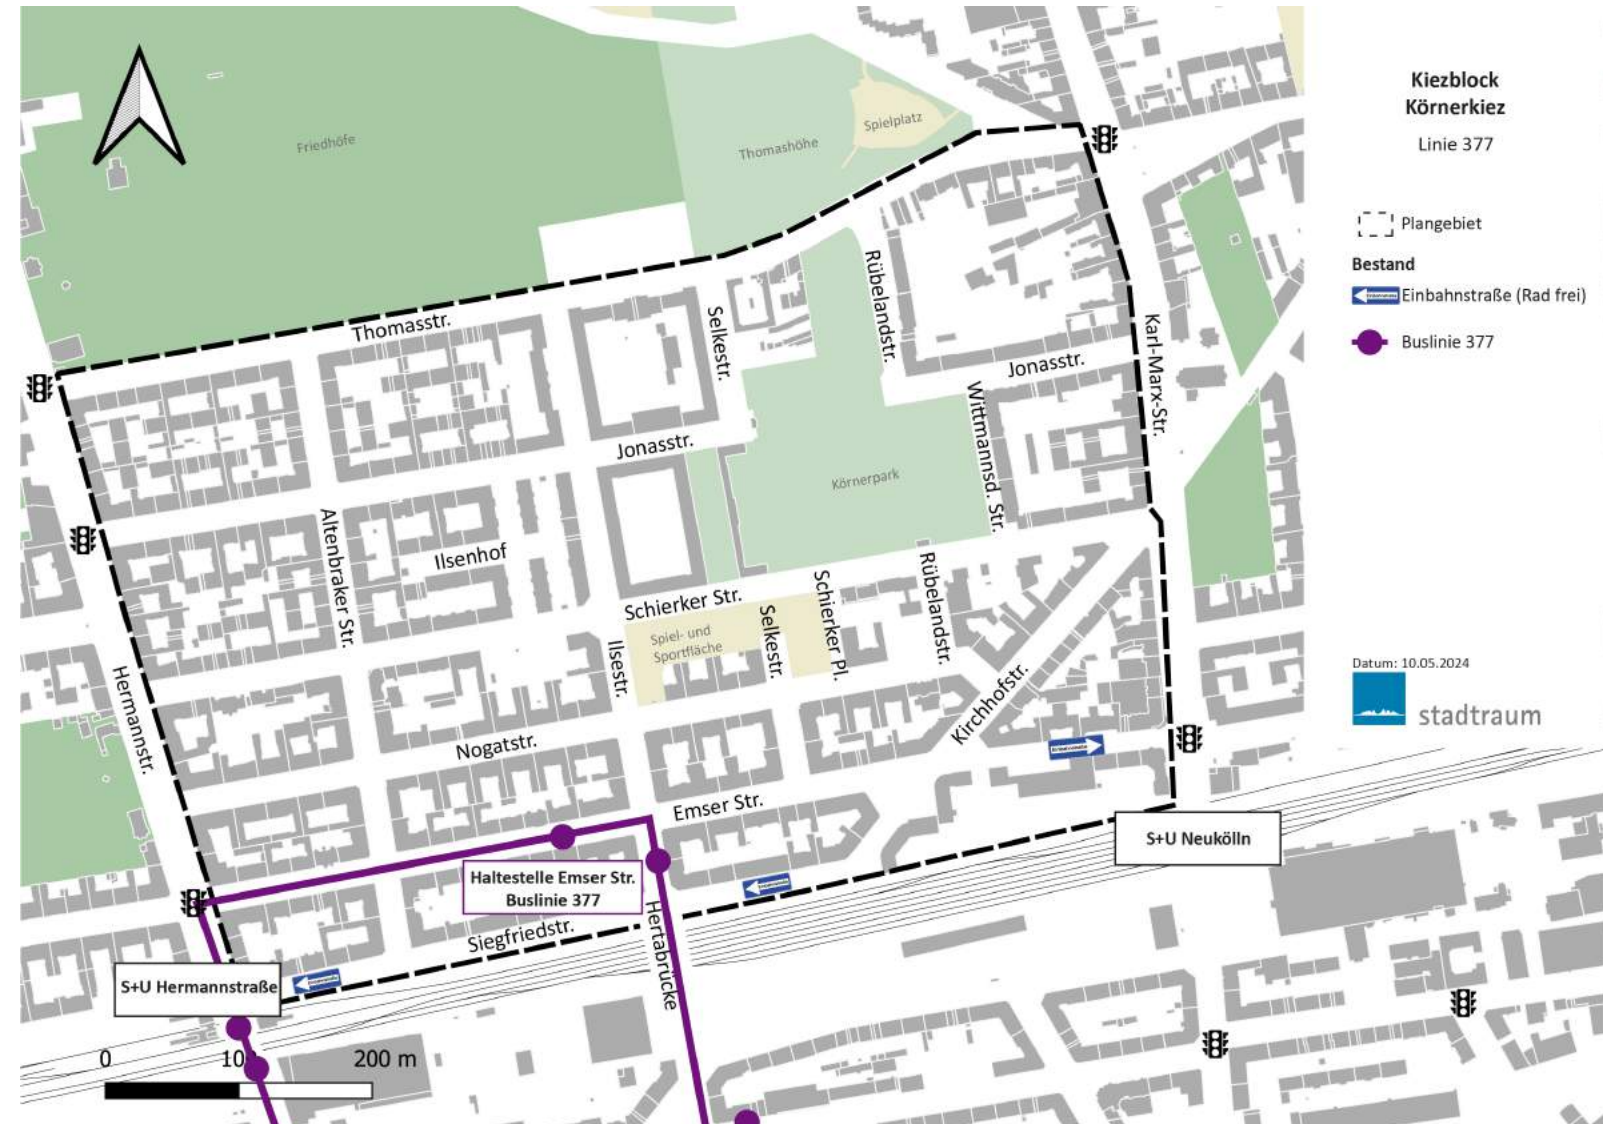 Kiezblock
Körnerkiez
Linie 377
Plangebiet
Bestand
Einbahnstraße (Rad frei)
Buslinie 377
Datum: 10.05.2024
stadtraum
Friedhöfe
Thomashöhe
Spielplatz
Thomasstr.
Selkestr.
Rübelandstr.
Jonasstr.
Karl-Marx-Str.
Wittmannsd. Str.
Jonasstr.
Körnerpark
Altenbraker Str.
Ilsenhof
Schierker Str.
Spiel- und
Sportfläche
Ilsestr.
Selkestr.
Schierker Pl.
Rübelandstr.
Kirchhofstr.
Hermannstr.
Nogatstr.
Emser Str.
S+U Neukölln
Haltestelle Emser Str.
Buslinie 377
Siegfriedstr.
Hertabrücke
S+U Hermannstraße
0
200 m